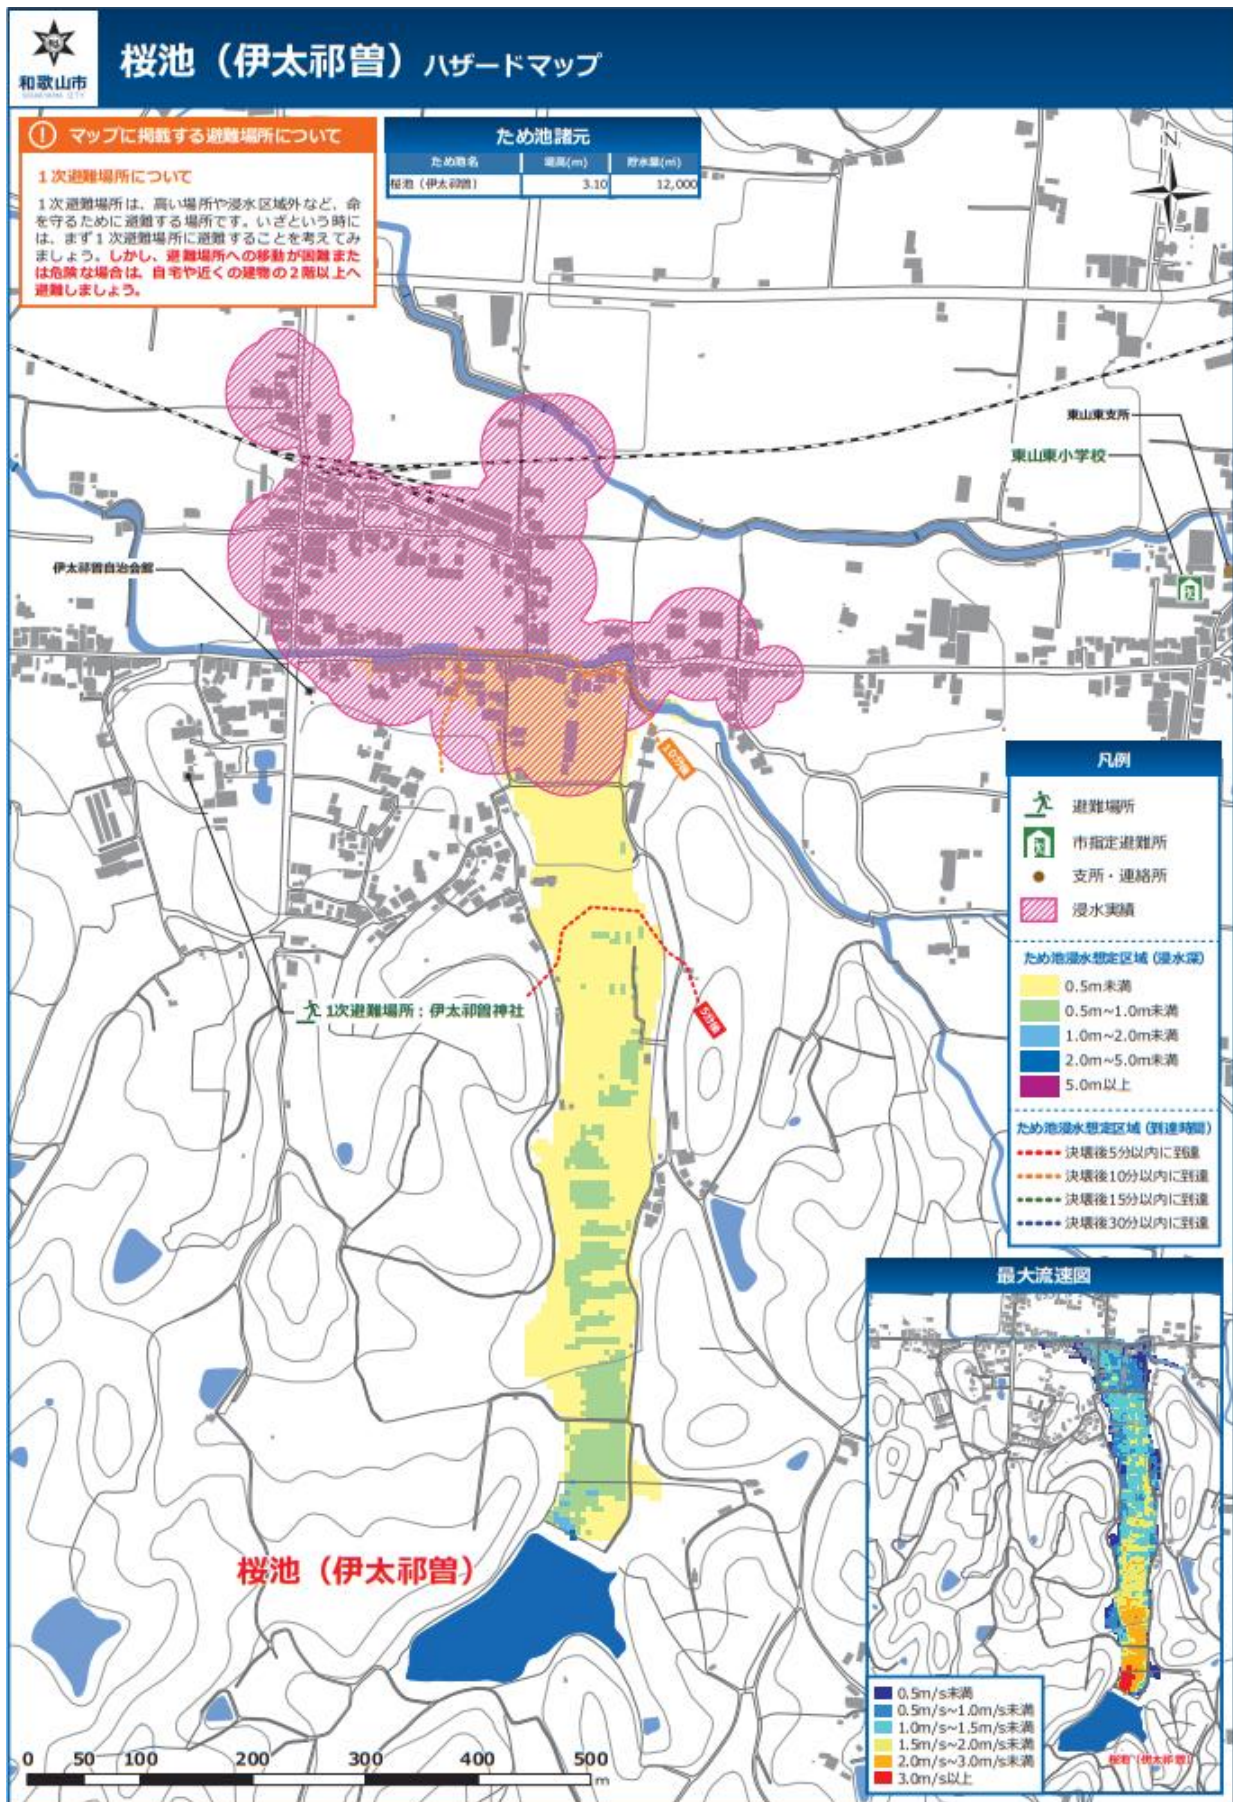 和歌山市
WAKAYAMA CITY
桜池（伊太祁曽）ハザードマップ
! マップに掲載する避難場所について
1次避難場所について
1次避難場所は、高い場所や浸水区域外など、命
を守るために避難する場所です。いざという時に
は、まず1次避難場所に避難することを考えてみ
ましょう。しかし、避難場所への移動が困難また
は危険な場合は、自宅や近くの建物の2階以上へ
避難しましょう。
ため池諸元
ため池名 堤高(m) 貯水量(㎥)
桜池（伊太祁曽） 3.10 12,000
N
東山東支所
東山東小学校
伊太祁曽自治会館
10分後
5分後
1次避難場所：伊太祁曽神社
桜池（伊太祁曽）
凡例
避難場所
市指定避難所
支所・連絡所
浸水実績
ため池浸水想定区域（浸水深）
0.5m未満
0.5m~1.0m未満
1.0m~2.0m未満
2.0m~5.0m未満
5.0m以上
ため池浸水想定区域（到達時間）
決壊後5分以内に到達
決壊後10分以内に到達
決壊後15分以内に到達
決壊後30分以内に到達
最大流速図
0.5m/s未満
0.5m/s~1.0m/s未満
1.0m/s~1.5m/s未満
1.5m/s~2.0m/s未満
2.0m/s~3.0m/s未満
3.0m/s以上
桜池（伊太祁曽）
0 50 100 200 300 400 500
m